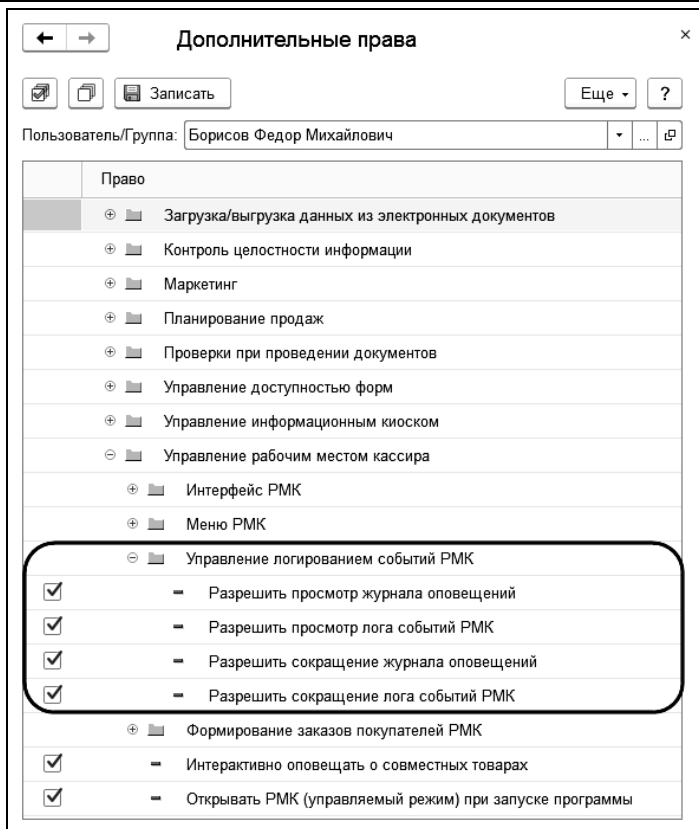 Дополнительные права
Записать
Еще
?
Пользователь/Группа: Борисов Федор Михайлович
...
Право
Загрузка/выгрузка данных из электронных документов
Контроль целостности информации
Маркетинг
Планирование продаж
Проверки при проведении документов
Управление доступностью форм
Управление информационным киоском
Управление рабочим местом кассира
Интерфейс РМК
Меню РМК
Управление логированием событий РМК
Разрешить просмотр журнала оповещений
Разрешить просмотр лога событий РМК
Разрешить сокращение журнала оповещений
Разрешить сокращение лога событий РМК
Формирование заказов покупателей РМК
Интерактивно оповещать о совместных товарах
Открывать РМК (управляемый режим) при запуске программы